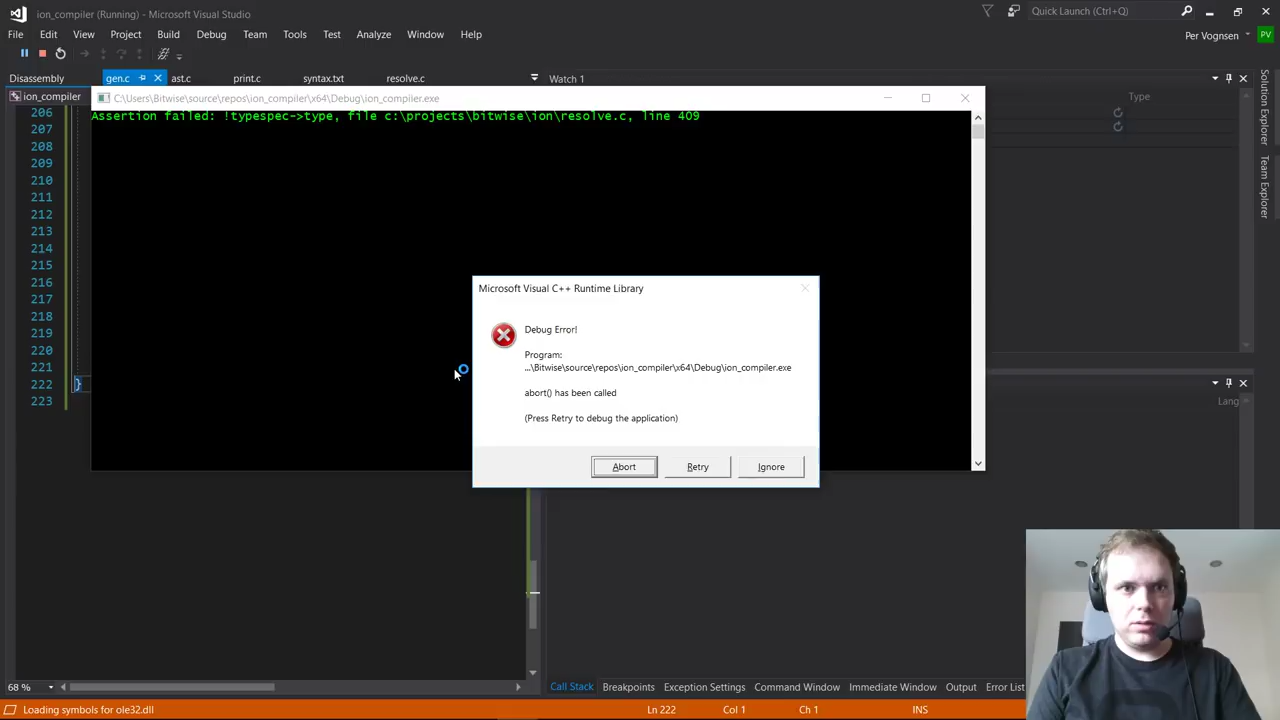 ion_compiler (Running) - Microsoft Visual Studio
Quick Launch (Ctrl+Q)
File Edit View Project Build Debug Team Tools Test Analyze Window Help
Per Vognsen
PV
Disassembly gen.c ast.c print.c syntax.txt resolve.c
Watch 1
ion_compiler
C:\Users\Bitwise\source\repos\ion_compiler\x64\Debug\ion_compiler.exe
Type
Assertion failed: !typespec->type, file c:\projects\bitwise\ion\resolve.c, line 409
206
207
208
209
210
211
212
213
214
215
216
217
218
219
220
221
222 }
223
Microsoft Visual C++ Runtime Library
Debug Error!
Program:
...\Bitwise\source\repos\ion_compiler\x64\Debug\ion_compiler.exe
abort() has been called
(Press Retry to debug the application)
Abort Retry Ignore
Lang
Solution Explorer
Team Explorer
68 %
Call Stack Breakpoints Exception Settings Command Window Immediate Window Output Error List
Loading symbols for ole32.dll
Ln 222 Col 1 Ch 1 INS